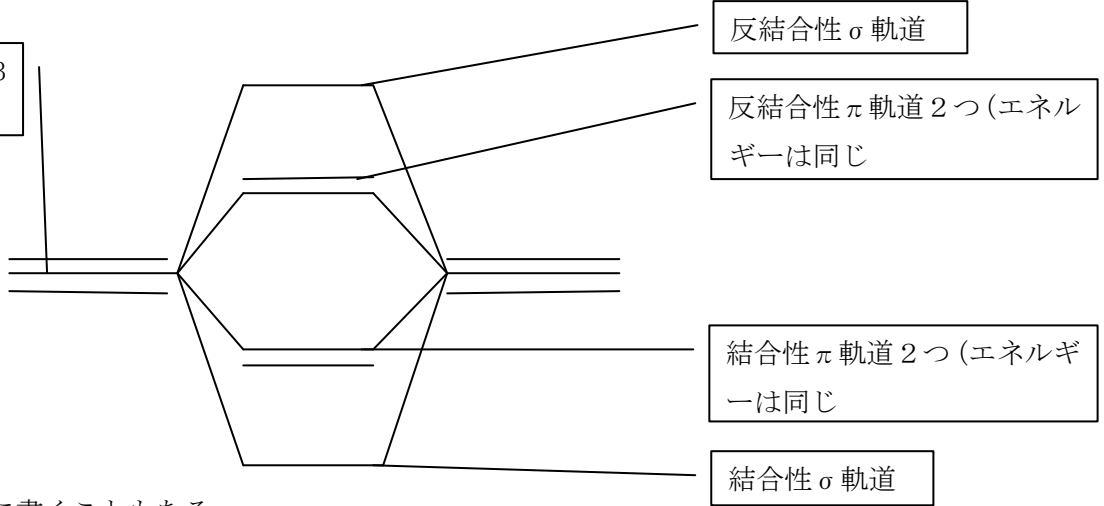 反結合性σ軌道
3
反結合性π軌道２つ(エネル
ギーは同じ
結合性π軌道２つ(エネルギ
ーは同じ
結合性σ軌道